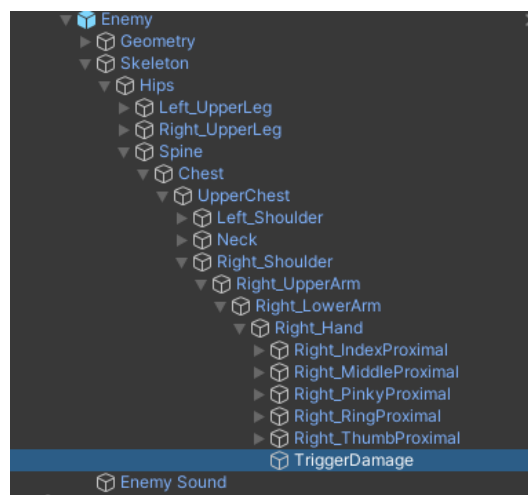 Enemy
Geometry
Skeleton
Hips
Left_UpperLeg
Right_UpperLeg
Spine
Chest
UpperChest
Left_Shoulder
Neck
Right_Shoulder
Right_UpperArm
Right_LowerArm
Right_Hand
Right_IndexProximal
Right_MiddleProximal
Right_PinkyProximal
Right_RingProximal
Right_ThumbProximal
TriggerDamage
Enemy Sound